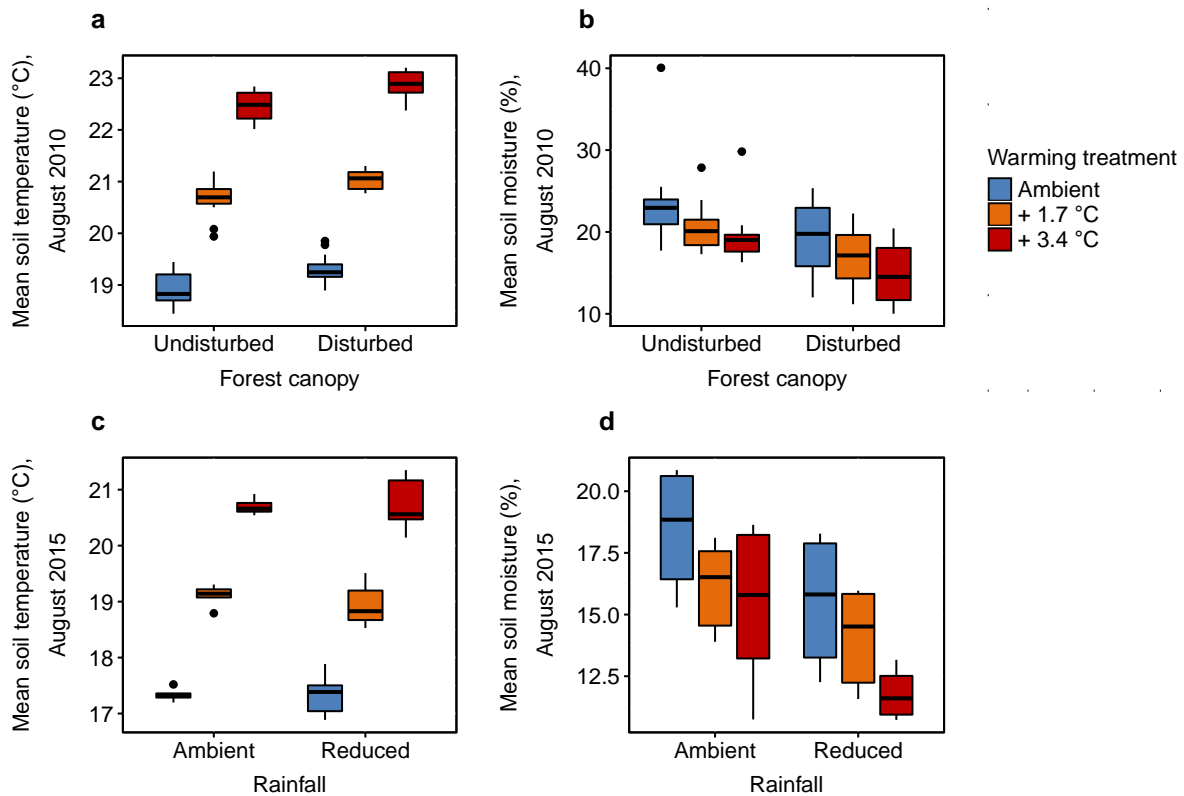 a
Mean soil temperature (°C),
August 2010
23
22
21
20
19
Undisturbed
Disturbed
Forest canopy
b
Mean soil moisture (%),
August 2010
40
30
20
10
Undisturbed
Disturbed
Forest canopy
Warming treatment
Ambient
+ 1.7 °C
+ 3.4 °C
c
Mean soil temperature (°C),
August 2015
21
20
19
18
17
Ambient
Reduced
Rainfall
d
Mean soil moisture (%),
August 2015
20.0
17.5
15.0
12.5
Ambient
Reduced
Rainfall